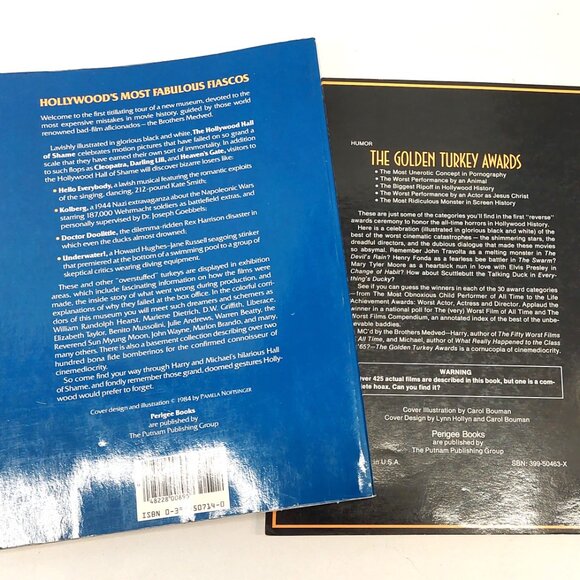 HOLLYWOOD'S MOST FABULOUS FIASCOS
Welcome to the first titillating tour of a new museum, devoted to the
most expensive mistakes in movie history, guided by those world
renowned bad-film aficionados—the Brothers Medved.
Lavishly illustrated in glorious black and white, The Hollywood Hall
of Shame celebrates motion pictures that have failed on so grand a
scale that they have earned their own sort of immortality. In addition
to such flops as Cleopatra, Darling Lili, and Heaven's Gate, visitors to
the Hollywood Hall of Shame will discover bizarre losers like:
• Hello Everybody, a lavish musical featuring the romantic exploits
of the singing, dancing, 212-pound Kate Smith;
• Kolberg, a 1944 Nazi extravaganza about the Napoleonic Wars
starring 187,000 Wehrmacht soldiers as battlefield extras, and
personally supervised by Dr. Joseph Goebbels;
• Doctor Doolittle, the dilemma-ridden Rex Harrison disaster in
which even the ducks almost drowned;
• Underwater!, a Howard Hughes-Jane Russell seagoing stinker
that premiered at the bottom of a swimming pool to a group of
skeptical critics wearing diving equipment.
These and other "overstuffed" turkeys are displayed in exhibition
areas, which include fascinating information on how the films were
made, the inside story of what went wrong during production and
explanations of why they failed at the box office. In the colorful corri-
dors of this museum you will meet such dreamers and schemers as
William Randolph Hearst, Marlene Dietrich, D.W. Griffith, Liberace,
Elizabeth Taylor, Benito Mussolini, Julie Andrews, Warren Beatty, the
Reverend Sun Myung Moon, John Wayne, Marlon Brando, and many,
many others. There is also a basement collection describing over two
hundred bona fide bombinos for the confirmed connoisseur of
cinemediocrity.
So come find your way through Harry and Michael's hilarious Hall
of Shame, and fondly remember those grand, doomed gestures Holly-
wood would prefer to forget.
Cover design and illustration © 1984 by PAMELA NOFTSINGER
Perigee Books
are published by
The Putnam Publishing Group
48228 00695
ISBN 0-3 50714-0
HUMOR
THE GOLDEN TURKEY AWARDS
• The Most Unerotic Concept in Pornography
• The Worst Performance by an Animal
• The Biggest Ripoff in Hollywood History
• The Worst Performance by an Actor as Jesus Christ
• The Most Ridiculous Monster in Screen History
These are just some of the categories you'll find in the first "reverse"
awards ceremony to honor the all-time horrors in Hollywood History.
Here is a celebration (illustrated in glorious black and white) of the
best of the worst cinematic catastrophes—the shimmering stars, the
dreadful directors, and the dubious dialogue that made these movies
so abysmal. Remember John Travolta as a melting monster in The
Devil's Rain? Henry Fonda as a fearless bee battler in The Swarm?
Mary Tyler Moore as a heartsick nun in love with Elvis Presley in
Change of Habit? How about Scuttlebutt the Talking Duck in Every-
thing's Ducky?
See if you can guess the winners in each of the 30 award categories
—from The Most Obnoxious Child Performer of All Time to the Life
Achievement Awards: Worst Actor, Actress and Director. Applaud the
winner in a national poll for The Very Worst Film of All Time and The
Worst Films Compendium, an annotated index of the best of the unbe-
lievable baddies.
MC'd by the Brothers Medved—Harry, author of The Fifty Worst Films
All Time, and Michael, author of What Really Happened to the Class
'65?—The Golden Turkey Awards is a cornucopia of cinemediocrity.
WARNING
Over 425 actual films are described in this book, but one is a com-
plete hoax. Can you find it?
Cover Illustration by Carol Bouman
Cover Design by Lynn Hollyn and Carol Bouman
Perigee Books
are published by
The Putnam Publishing Group
in U.S.A.
SBN: 399-50463-X